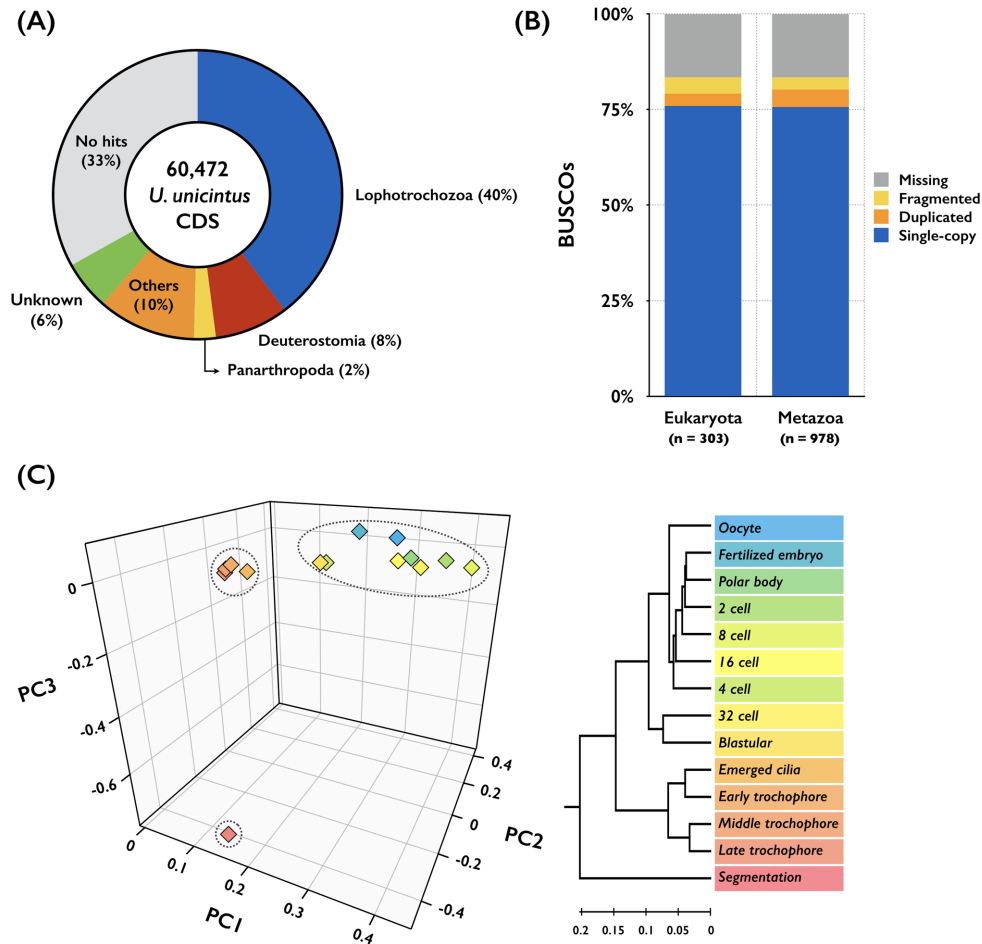 (A)
No hits
(33%)
60,472
U. unicintus
CDS
Lophotrochozoa (40%)
Others
(10%)
Unknown
(6%)
Deuterostomia (8%)
Panarthropoda (2%)
(B)
100%
75%
50%
25%
0%
BUSCOs
Eukaryota
(n = 303)
Metazoa
(n = 978)
Missing
Fragmented
Duplicated
Single-copy
(C)
0
-0.2
-0.4
-0.6
PC3
0
0.1
0.2
0.3
0.4
PC1
0.4
0.2
0
-0.2
-0.4
PC2
Oocyte
Fertilized embryo
Polar body
2 cell
8 cell
16 cell
4 cell
32 cell
Blastular
Emerged cilia
Early trochophore
Middle trochophore
Late trochophore
Segmentation
0.2 0.15 0.1 0.05 0